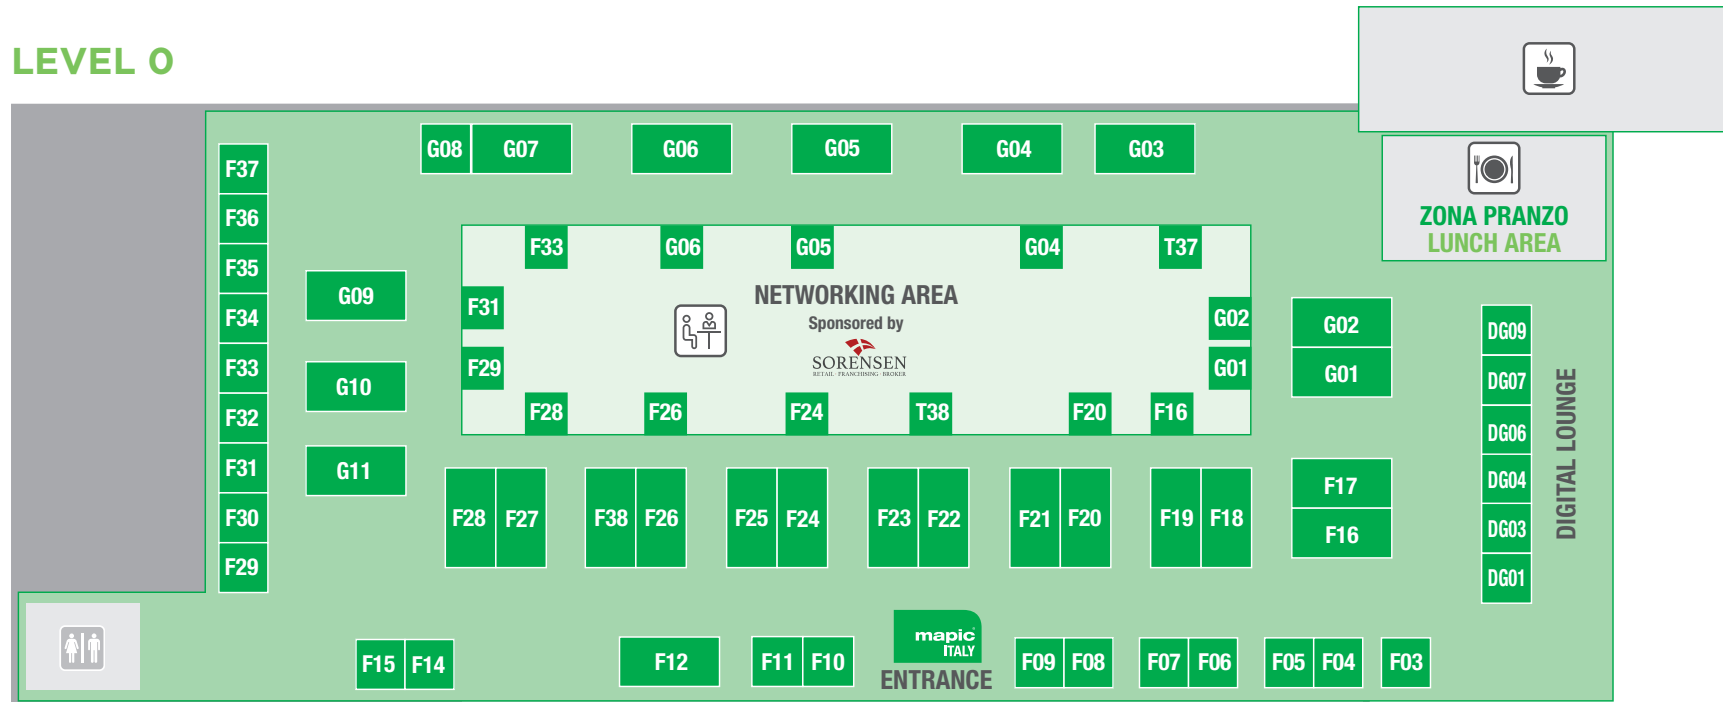 LEVEL 0
G08 G07 G06 G05 G04 G03
F37
F36
F35
F34
F33
F32
F31
F30
F29
G09
G10
G11
F33 G06 G05 G04 T37
F31
F29
NETWORKING AREA
Sponsored by
SORENSEN
RETAIL · FRANCHISING · BROKER
G02
G01
F28 F26 F24 T38 F20 F16
ZONA PRANZO
LUNCH AREA
G02
G01
F17
F16
DG09
DG07
DG06
DG04
DG03
DG01
DIGITAL LOUNGE
F28 F27 F38 F26 F25 F24 F23 F22 F21 F20 F19 F18
F15 F14 F12 F11 F10
mapic
ITALY
ENTRANCE
F09 F08 F07 F06 F05 F04 F03